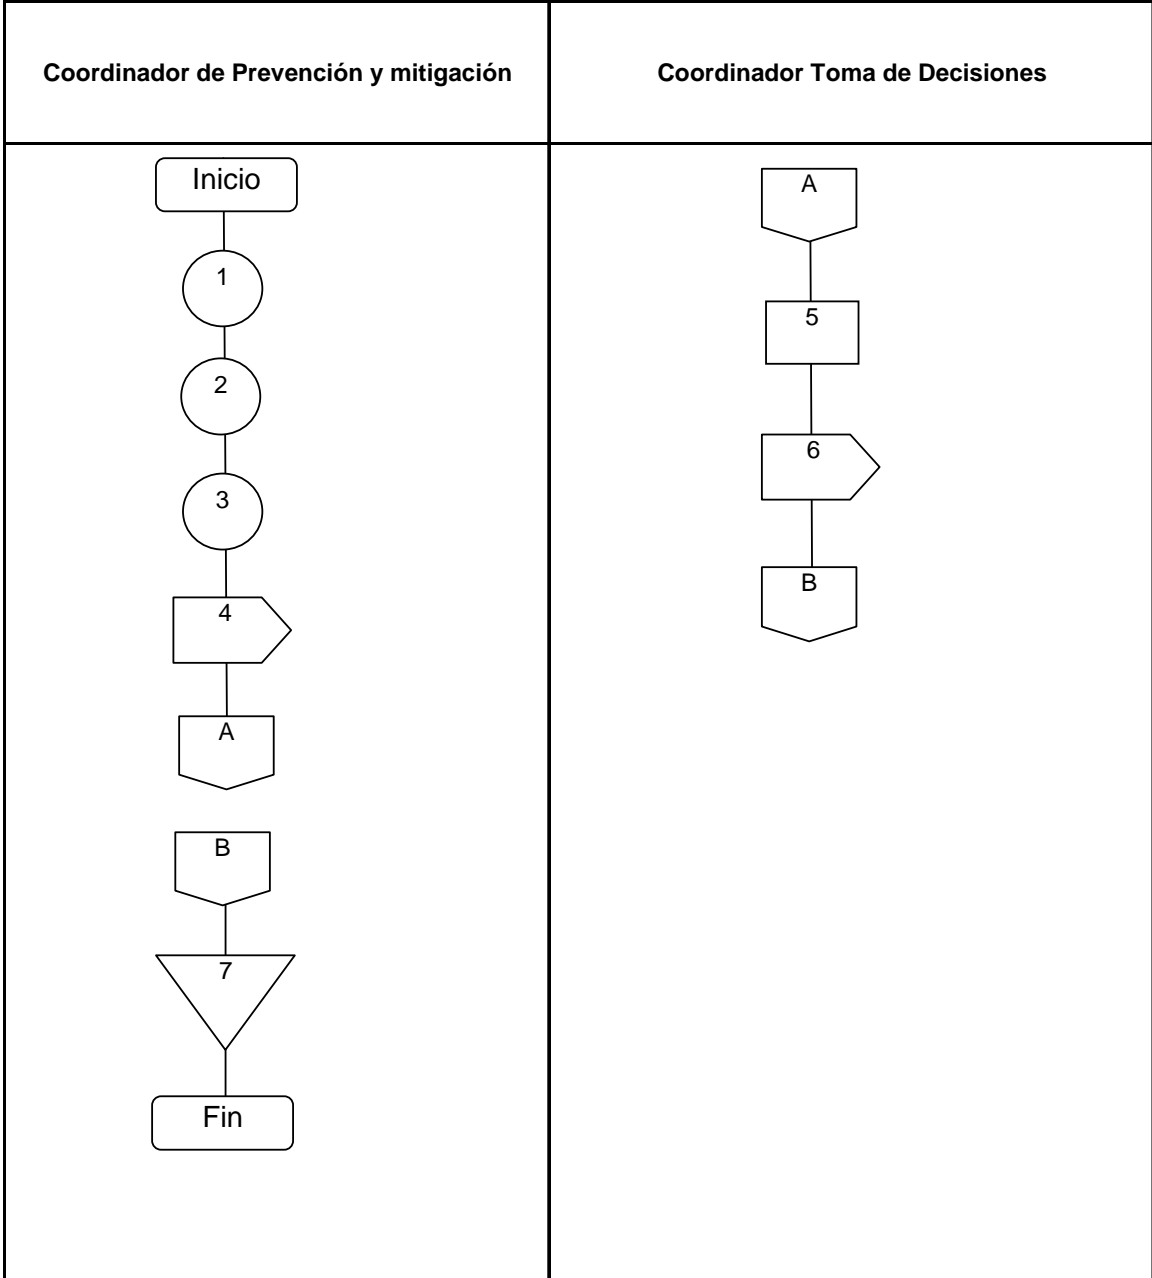 Coordinador de Prevención y mitigación
Coordinador Toma de Decisiones
Inicio
1
2
3
4
A
B
7
Fin
A
5
6
B